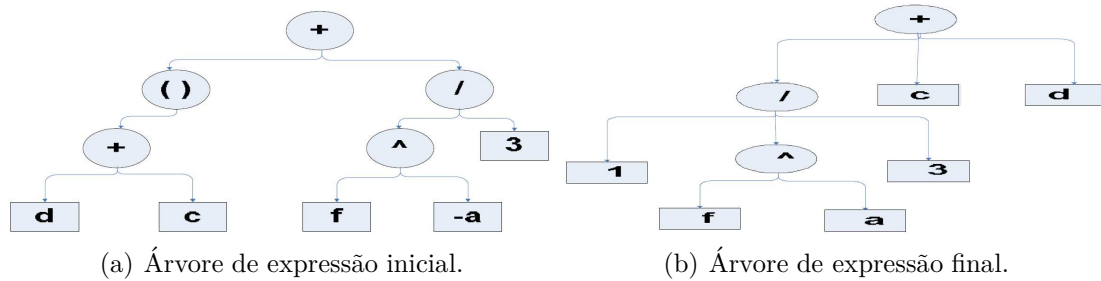 +
+
( )
/
/
c
d
+
^
3
1
^
3
d
c
f
-a
f
a
(a) Árvore de expressão inicial.
(b) Árvore de expressão final.